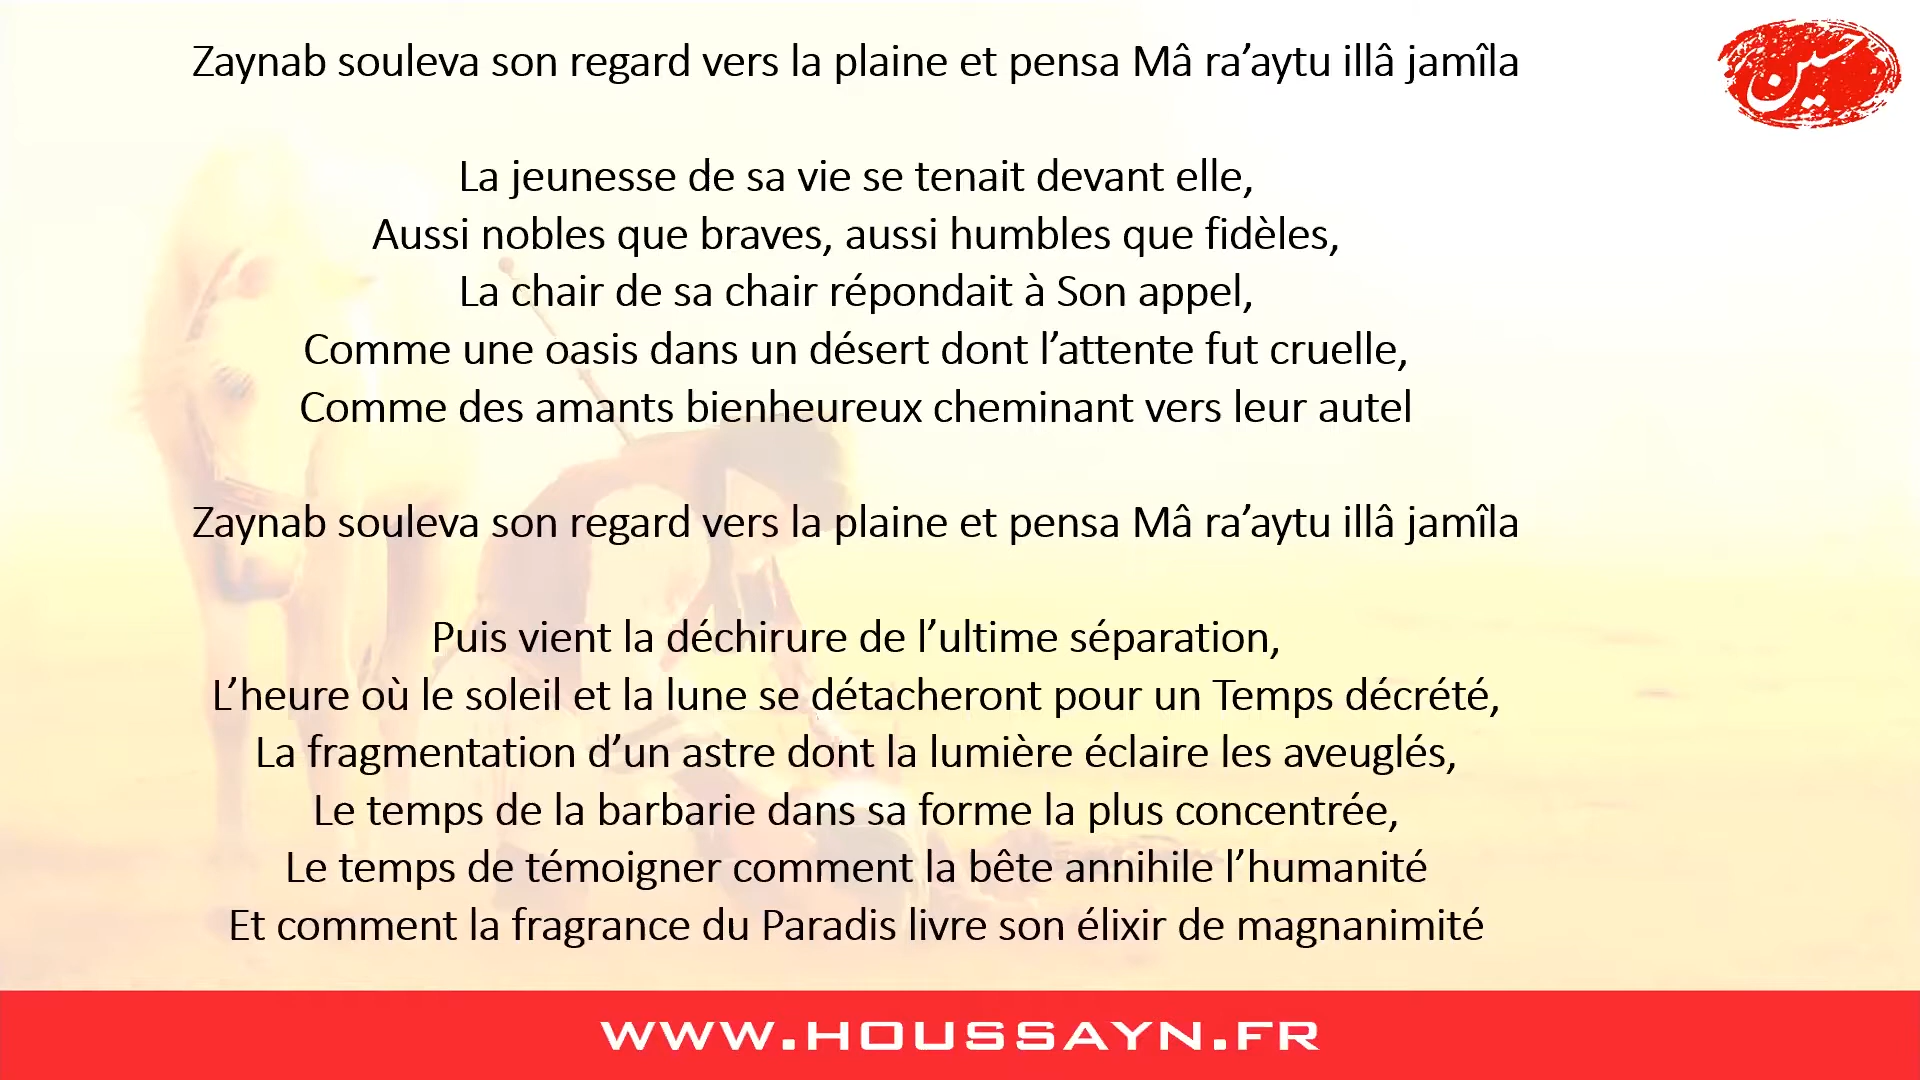 Zaynab souleva son regard vers la plaine et pensa Mâ ra’aytu illâ jamîla
حسین
La jeunesse de sa vie se tenait devant elle,
Aussi nobles que braves, aussi humbles que fidèles,
La chair de sa chair répondait à Son appel,
Comme une oasis dans un désert dont l’attente fut cruelle,
Comme des amants bienheureux cheminant vers leur autel
Zaynab souleva son regard vers la plaine et pensa Mâ ra’aytu illâ jamîla
Puis vient la déchirure de l’ultime séparation,
L’heure où le soleil et la lune se détacheront pour un Temps décrété,
La fragmentation d’un astre dont la lumière éclaire les aveuglés,
Le temps de la barbarie dans sa forme la plus concentrée,
Le temps de témoigner comment la bête annihile l’humanité
Et comment la fragrance du Paradis livre son élixir de magnanimité
WWW.HOUSSAYN.FR